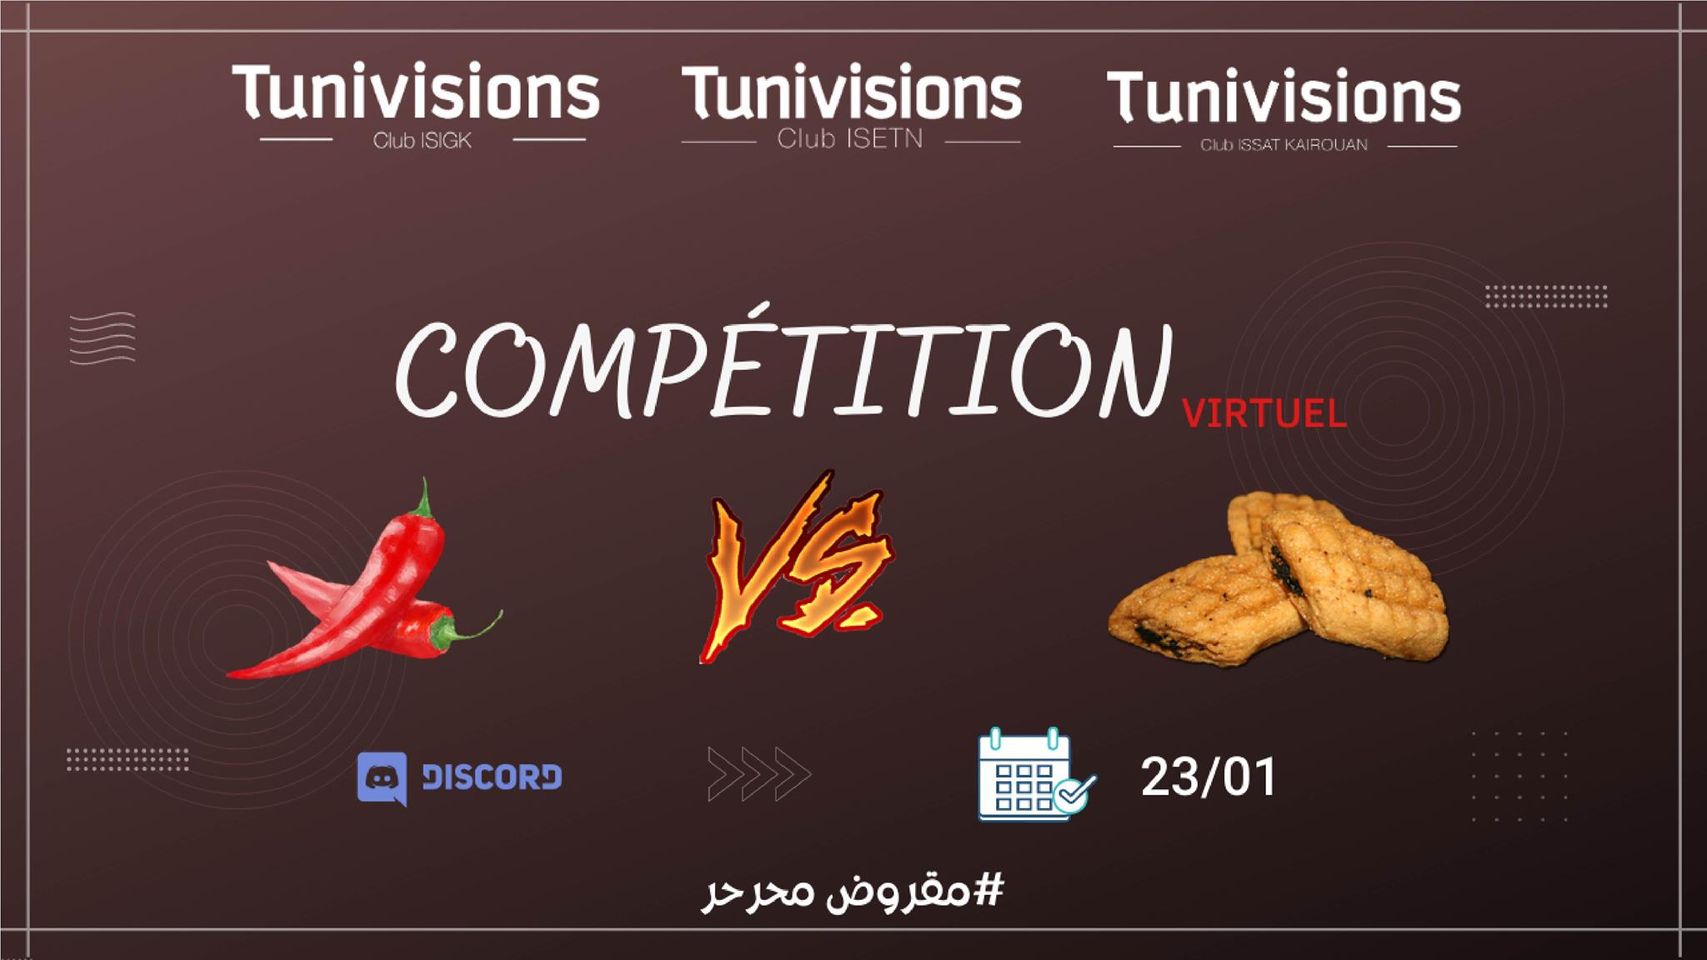 Tunivisions
Club ISIGK
Tunivisions
Club ISETN
Tunivisions
Club ISSAT KAIROUAN
COMPÉTITION
VIRTUEL
VS.
DISCORD
23/01
#مقروض محرحر